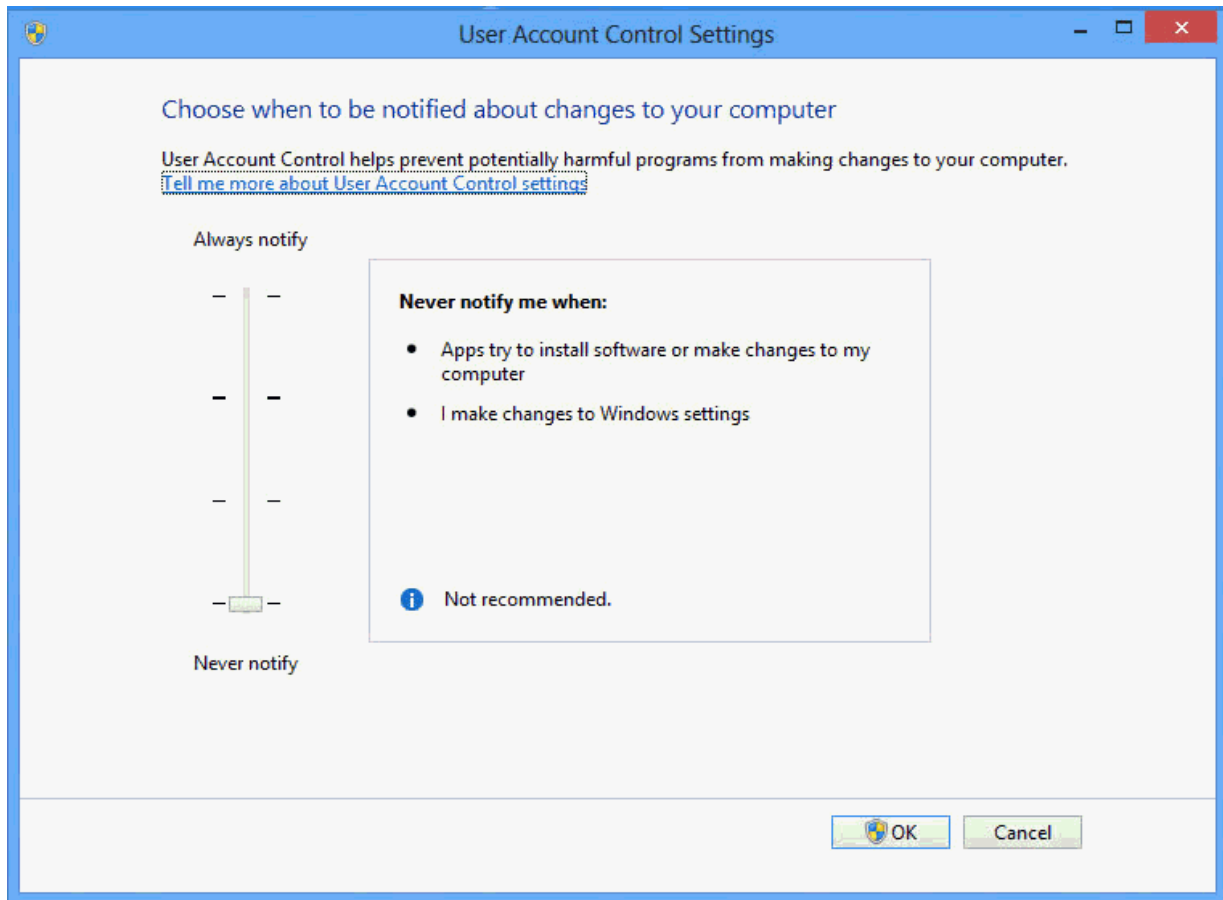 User Account Control Settings
Choose when to be notified about changes to your computer
User Account Control helps prevent potentially harmful programs from making changes to your computer.
Tell me more about User Account Control settings
Always notify
Never notify me when:
Apps try to install software or make changes to my
computer
I make changes to Windows settings
Not recommended.
Never notify
OK
Cancel